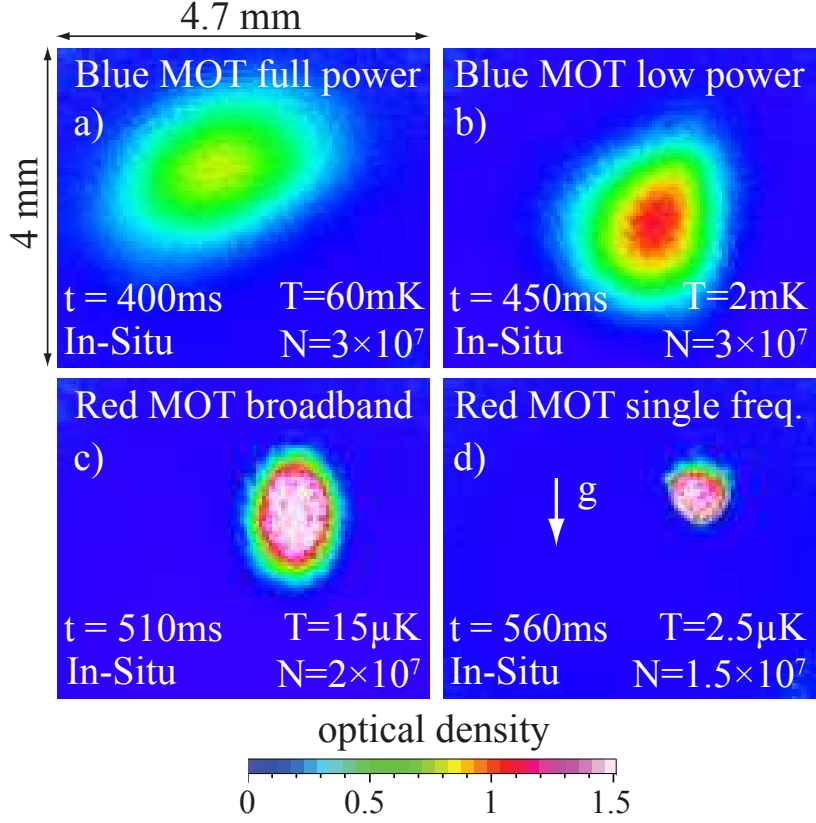 4.7 mm
4 mm
Blue MOT full power
a)
t = 400ms T=60mK
In-Situ N=3×10⁷
Blue MOT low power
b)
t = 450ms T=2mK
In-Situ N=3×10⁷
Red MOT broadband
c)
t = 510ms T=15µK
In-Situ N=2×10⁷
Red MOT single freq.
d)
g
t = 560ms T=2.5µK
In-Situ N=1.5×10⁷
optical density
0 0.5 1 1.5